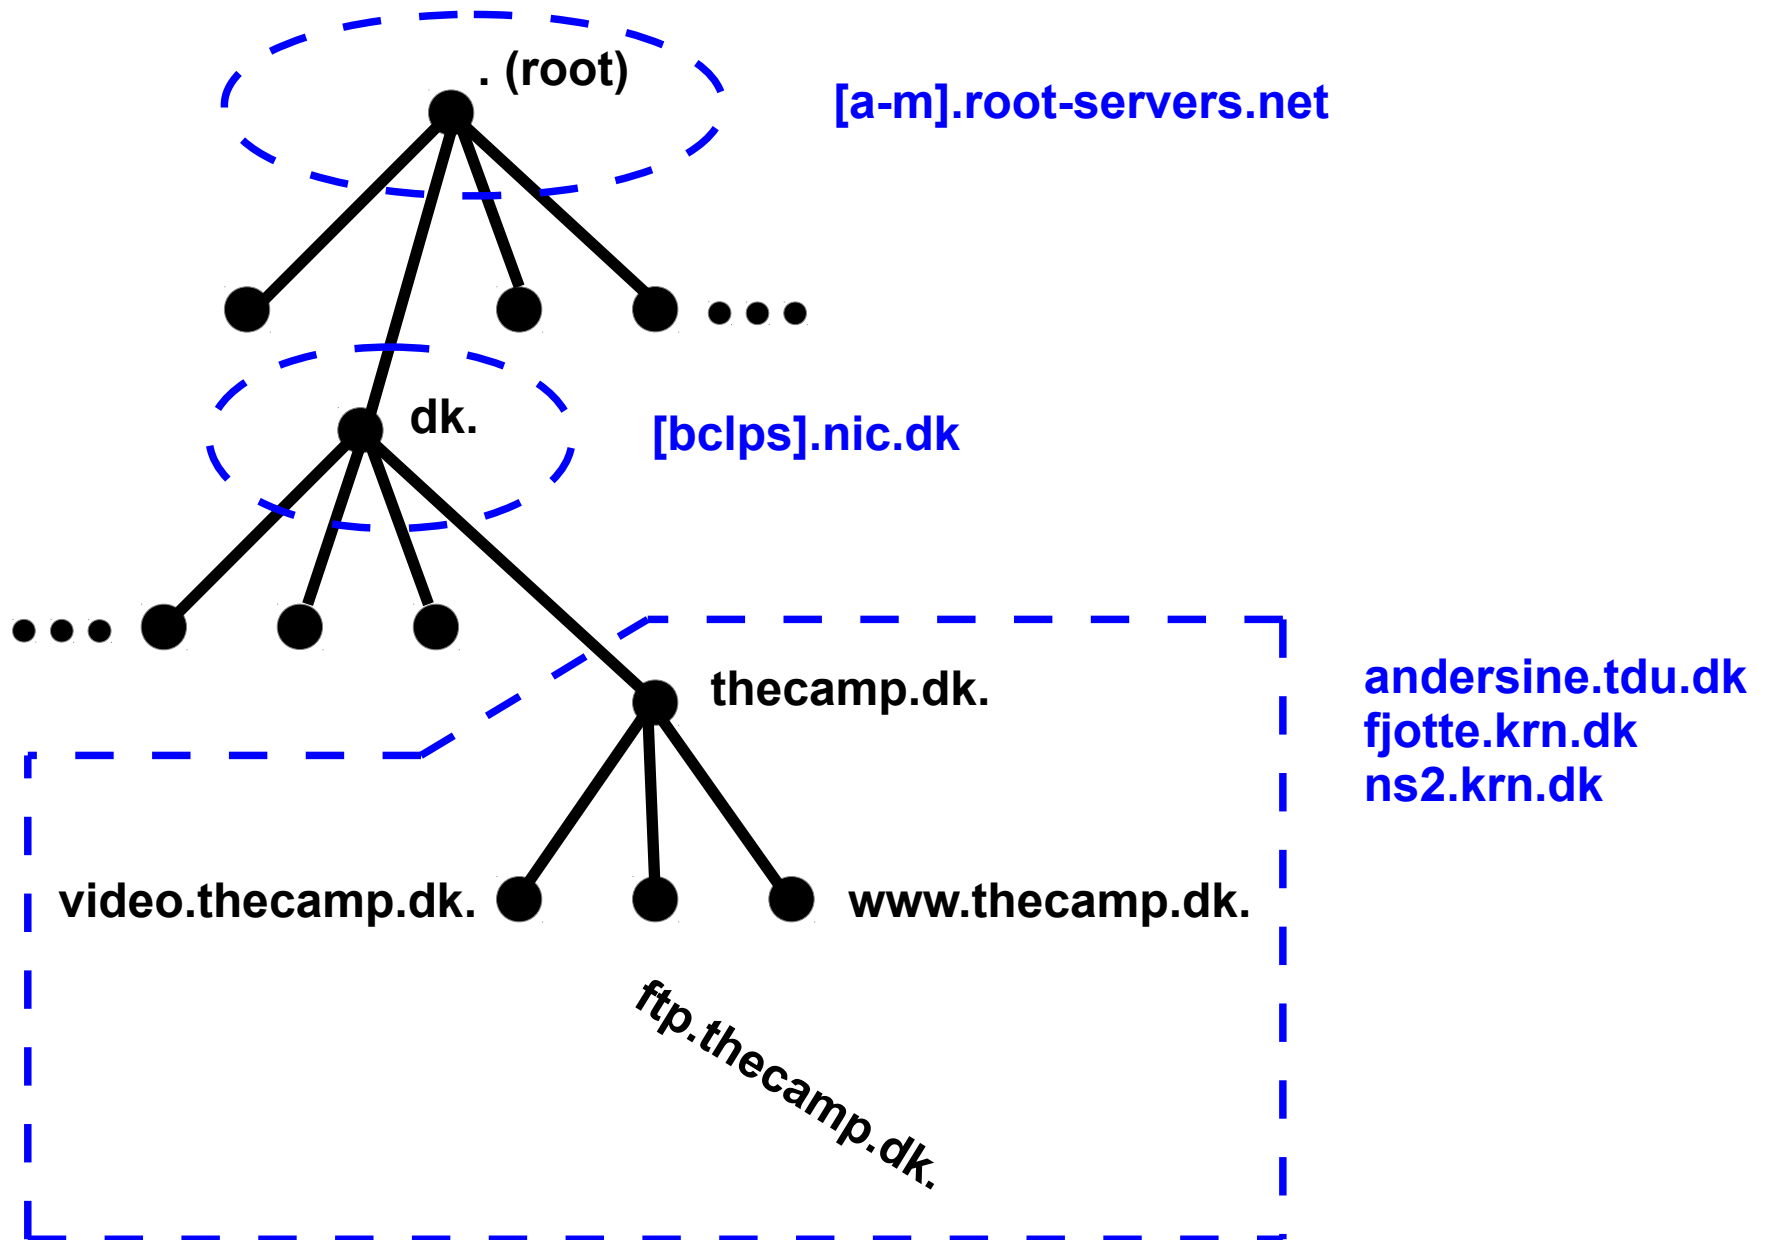 . (root)
[a-m].root-servers.net
dk.
[bclps].nic.dk
thecamp.dk.
andersine.tdu.dk
fjotte.krn.dk
ns2.krn.dk
video.thecamp.dk.
www.thecamp.dk.
ftp.thecamp.dk.